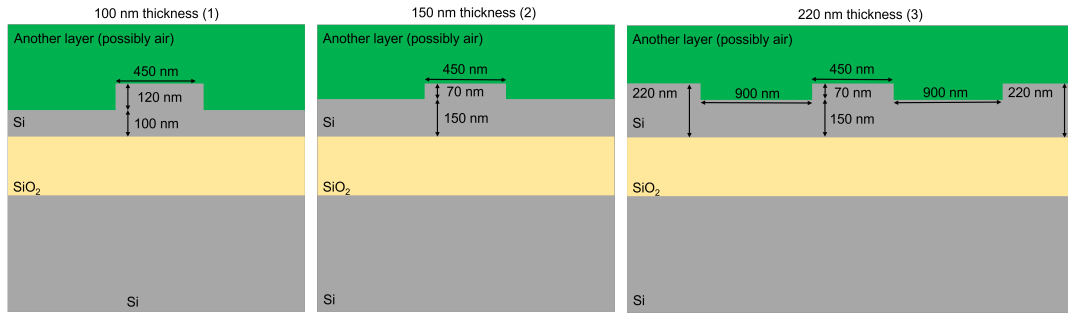 100 nm thickness (1)
Another layer (possibly air)
450 nm
120 nm
100 nm
Si
SiO2
Si
150 nm thickness (2)
Another layer (possibly air)
450 nm
70 nm
150 nm
Si
SiO2
Si
220 nm thickness (3)
Another layer (possibly air)
450 nm
220 nm
900 nm
70 nm
900 nm
220 nm
150 nm
Si
SiO2
Si